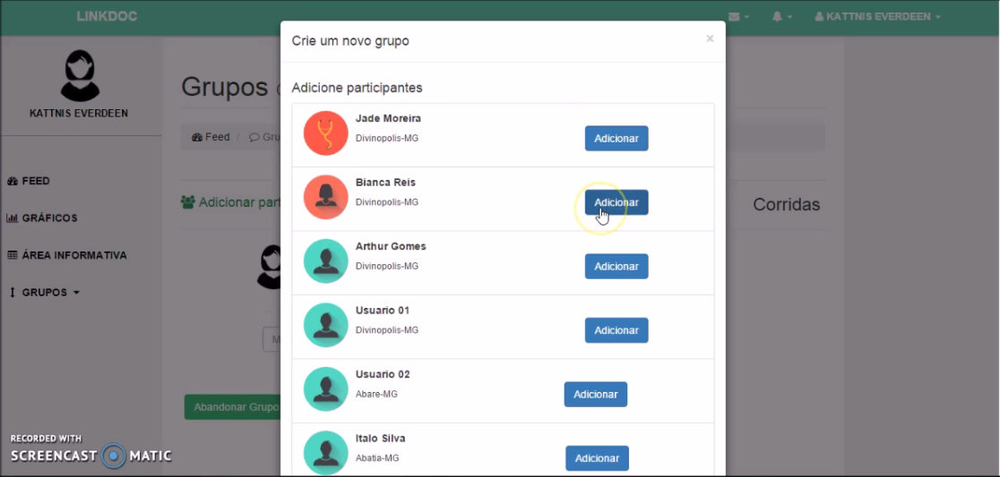 LINKDOC
KATTNIS EVERDEEN
KATTNIS EVERDEEN
FEED
GRÁFICOS
ÁREA INFORMATIVA
GRUPOS
Grupos
Feed / Gru
Adicionar part
Corridas
M
Abandonar Grupo
Crie um novo grupo
×
Adicione participantes
Jade Moreira
Divinopolis-MG
Adicionar
Bianca Reis
Divinopolis-MG
Adicionar
Arthur Gomes
Divinopolis-MG
Adicionar
Usuario 01
Divinopolis-MG
Adicionar
Usuario 02
Abare-MG
Adicionar
Italo Silva
Abatia-MG
Adicionar
RECORDED WITH
SCREENCAST MATIC